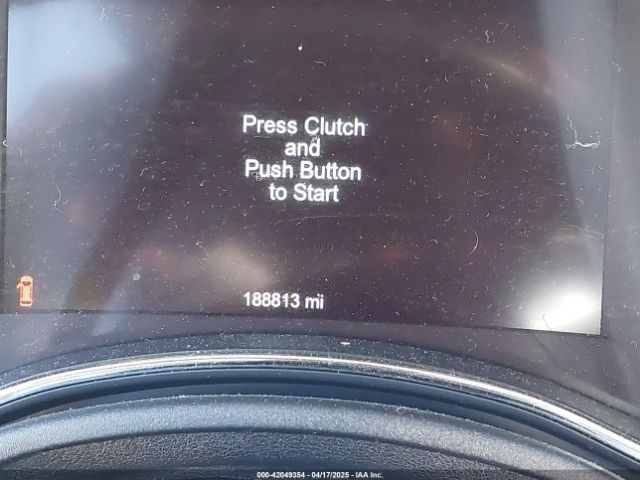 Press Clutch
and
Push Button
to Start
188813 mi
000-42049354 - 04/17/2025 - IAA Inc.